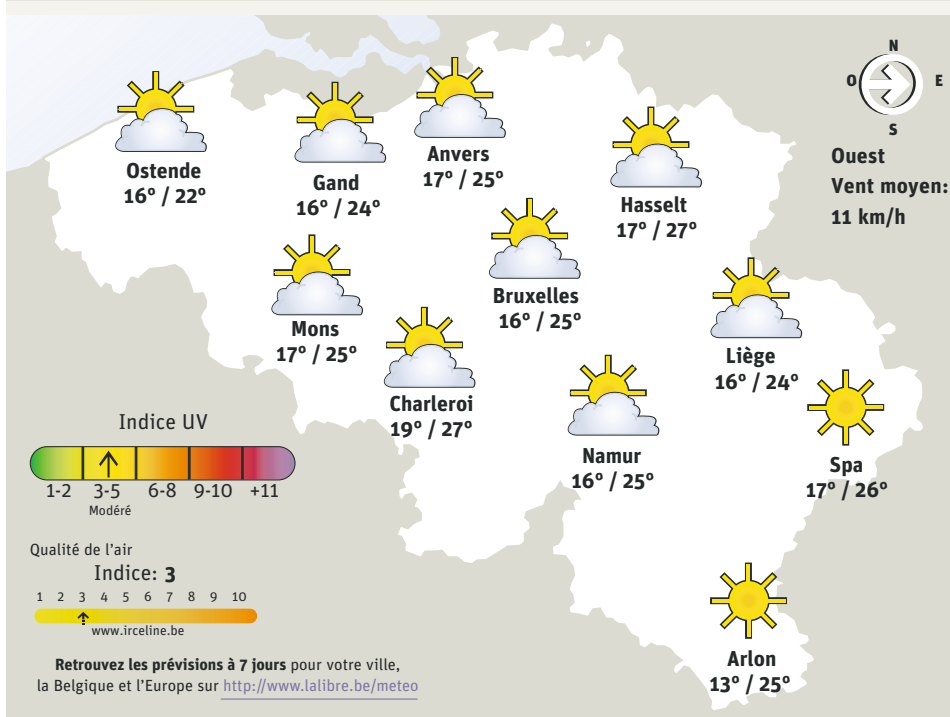 Ostende
16° / 22°
Gand
16° / 24°
Anvers
17° / 25°
Hasselt
17° / 27°
N
O
E
S
Ouest
Vent moyen:
11 km/h
Bruxelles
16° / 25°
Mons
17° / 25°
Charleroi
19° / 27°
Liège
16° / 24°
Namur
16° / 25°
Spa
17° / 26°
Arlon
13° / 25°
Indice UV
1-2 3-5 6-8 9-10 +11
Modéré
Qualité de l'air
Indice: 3
1 2 3 4 5 6 7 8 9 10
www.irceline.be
Retrouvez les prévisions à 7 jours pour votre ville,
la Belgique et l'Europe sur http://www.lalibre.be/meteo